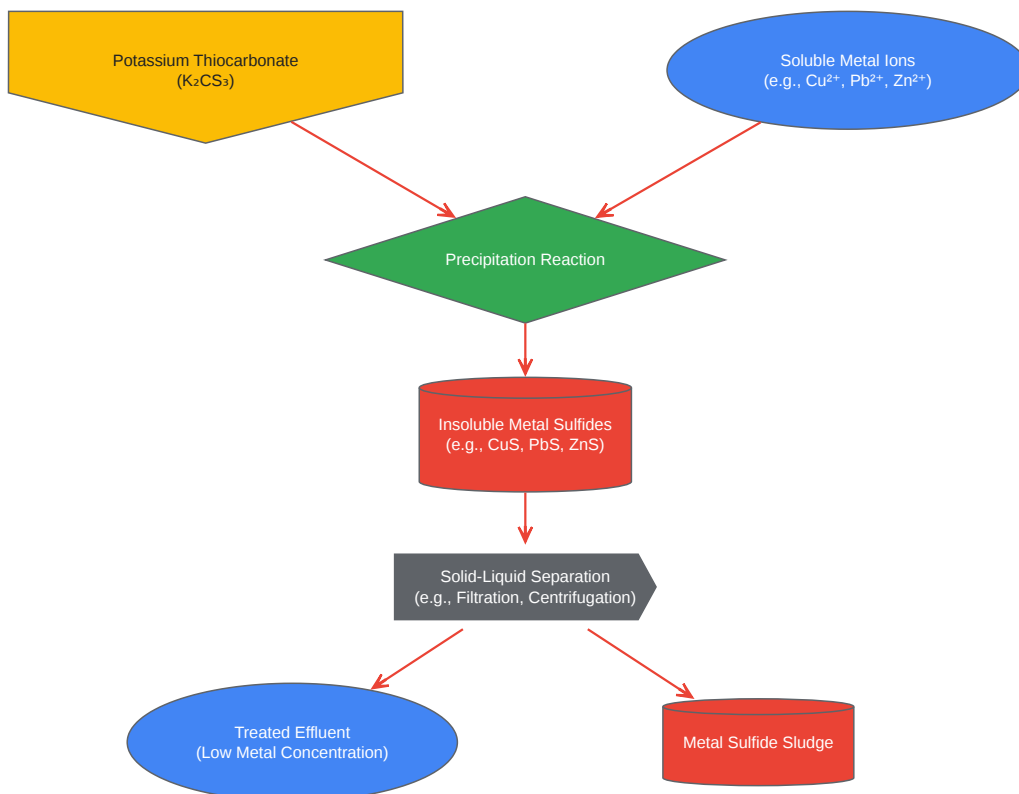 Potassium Thiocarbonate
(K₂CS₃)
Soluble Metal Ions
(e.g., Cu²⁺, Pb²⁺, Zn²⁺)
Precipitation Reaction
Insoluble Metal Sulfides
(e.g., CuS, PbS, ZnS)
Solid-Liquid Separation
(e.g., Filtration, Centrifugation)
Treated Effluent
(Low Metal Concentration)
Metal Sulfide Sludge